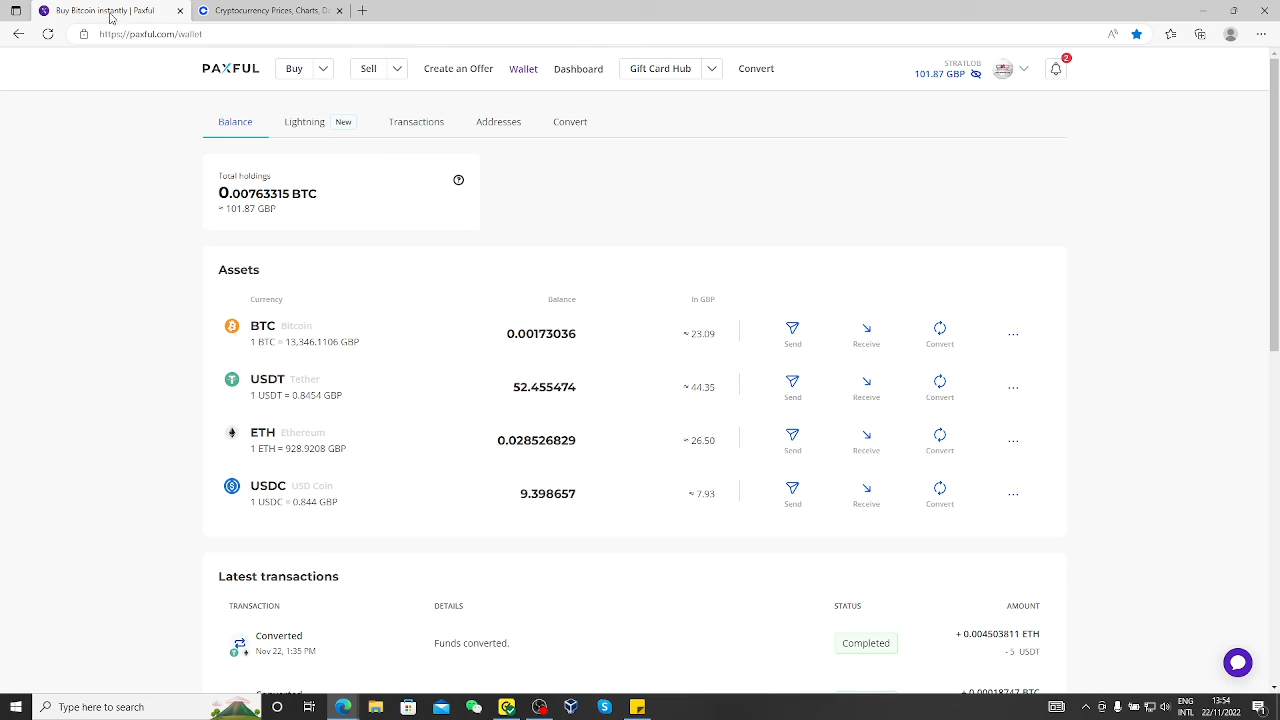 Buy Bitcoin instantly | Paxful
Cryptocurrency Prices, Charts, Da
https://paxful.com/wallet
PAXFUL
Buy
Sell
Create an Offer
Wallet
Dashboard
Gift Card Hub
Convert
STRATLOB
101.87 GBP
2
Balance
Lightning New
Transactions
Addresses
Convert
Total holdings
0.00763315 BTC
≈ 101.87 GBP
Assets
Currency Balance In GBP
BTC Bitcoin
1 BTC = 13,346.1106 GBP
0.00173036 ≈ 23.09
Send Receive Convert ...
USDT Tether
1 USDT = 0.8454 GBP
52.455474 ≈ 44.35
Send Receive Convert ...
ETH Ethereum
1 ETH = 928.9208 GBP
0.028526829 ≈ 26.50
Send Receive Convert ...
USDC USD Coin
1 USDC = 0.844 GBP
9.398657 ≈ 7.93
Send Receive Convert ...
Latest transactions
TRANSACTION DETAILS STATUS AMOUNT
Converted
Nov 22, 1:35 PM
Funds converted.
Completed
+ 0.004503811 ETH
- 5 USDT
Converted
+ 0.00018747 BTC
Type here to search
INTL
13:54
22/11/2022